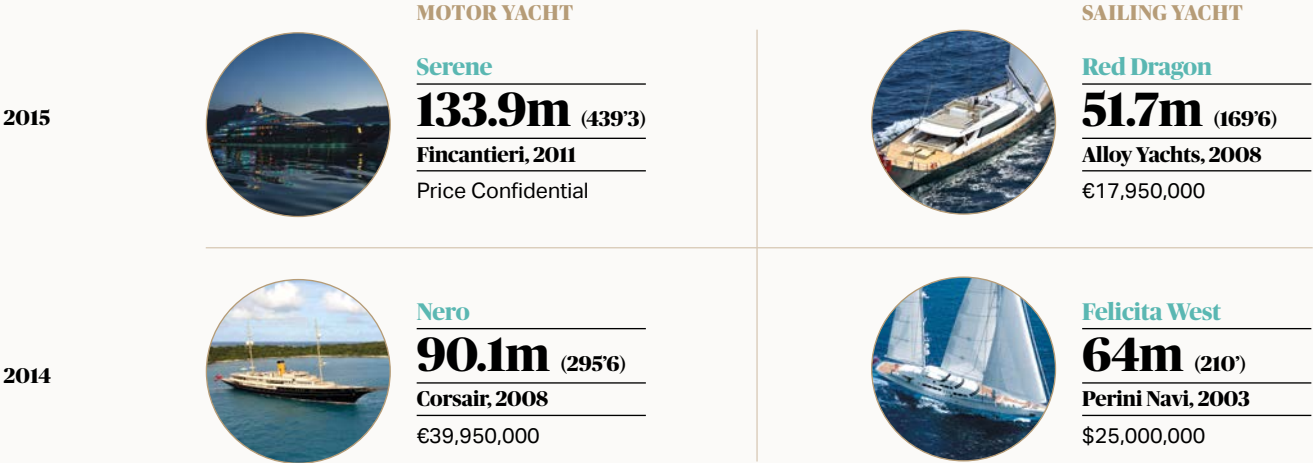 MOTOR YACHT
SAILING YACHT
2015
Serene
133.9m (439'3)
Fincantieri, 2011
Price Confidential
Red Dragon
51.7m (169'6)
Alloy Yachts, 2008
€17,950,000
2014
Nero
90.1m (295'6)
Corsair, 2008
€39,950,000
Felicita West
64m (210')
Perini Navi, 2003
$25,000,000